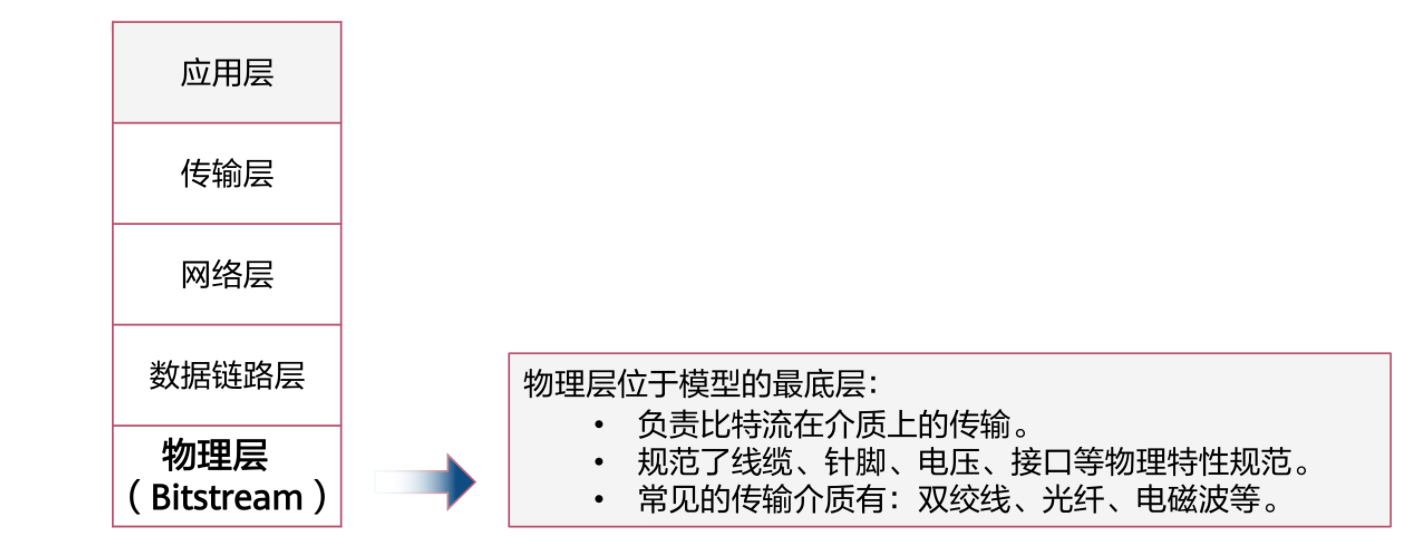 应用层
传输层
网络层
数据链路层
物理层
（Bitstream）
物理层位于模型的最底层：
• 负责比特流在介质上的传输。
• 规范了线缆、针脚、电压、接口等物理特性规范。
• 常见的传输介质有：双绞线、光纤、电磁波等。